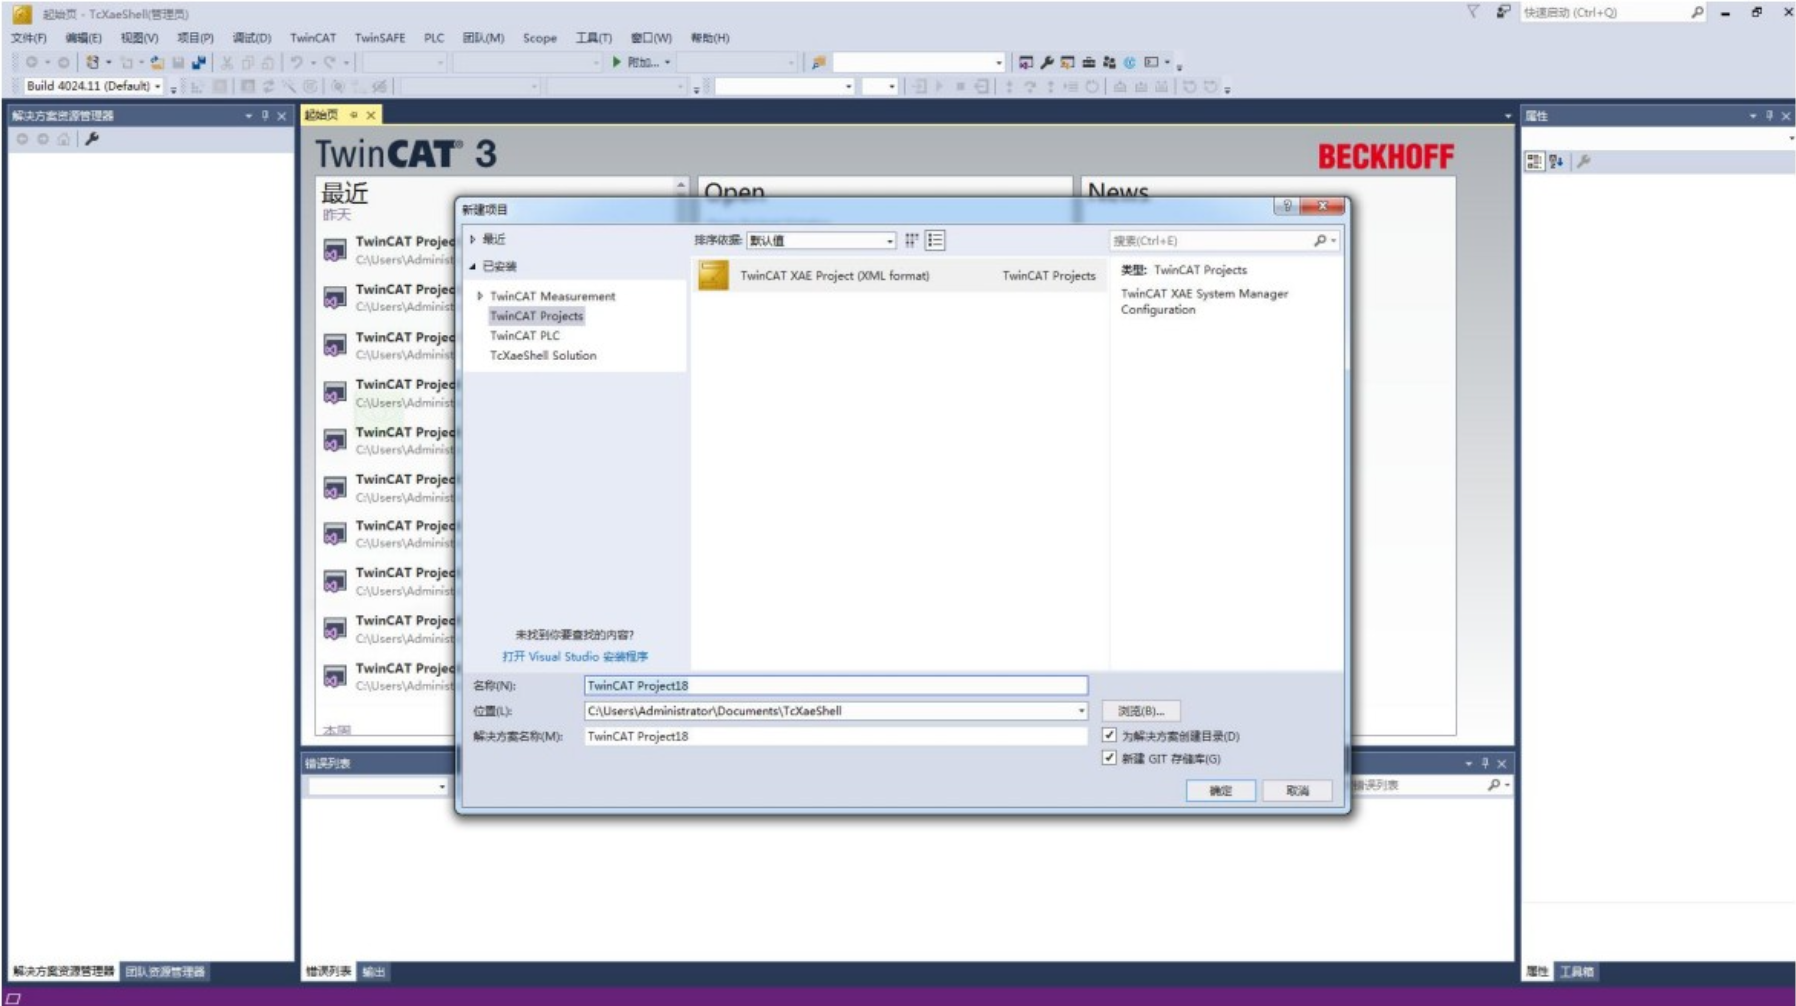 起始页 - TcXaeShell(管理员)
快速启动 (Ctrl+Q)
文件(F) 编辑(E) 视图(V) 项目(P) 调试(D) TwinCAT TwinSAFE PLC 团队(M) Scope 工具(T) 窗口(W) 帮助(H)
附加...
Build 4024.11 (Default)
解决方案资源管理器
起始页
属性
TwinCAT® 3
BECKHOFF
最近
Open
News
昨天
TwinCAT Projec
C:\Users\Administ
TwinCAT Projec
C:\Users\Administ
TwinCAT Projec
C:\Users\Administ
TwinCAT Projec
C:\Users\Administ
TwinCAT Projec
C:\Users\Administ
TwinCAT Projec
C:\Users\Administ
TwinCAT Projec
C:\Users\Administ
TwinCAT Projec
C:\Users\Administ
TwinCAT Projec
C:\Users\Administ
TwinCAT Projec
C:\Users\Administ
本周
新建项目
最近
已安装
TwinCAT Measurement
TwinCAT Projects
TwinCAT PLC
TcXaeShell Solution
未找到你要查找的内容?
打开 Visual Studio 安装程序
排序依据: 默认值
TwinCAT XAE Project (XML format) TwinCAT Projects
搜索(Ctrl+E)
类型: TwinCAT Projects
TwinCAT XAE System Manager
Configuration
名称(N): TwinCAT Project18
位置(L): C:\Users\Administrator\Documents\TcXaeShell 浏览(B)...
解决方案名称(M): TwinCAT Project18
为解决方案创建目录(D)
新建 GIT 存储库(G)
确定 取消
错误列表
错误列表
解决方案资源管理器 团队资源管理器
错误列表 输出
属性 工具箱